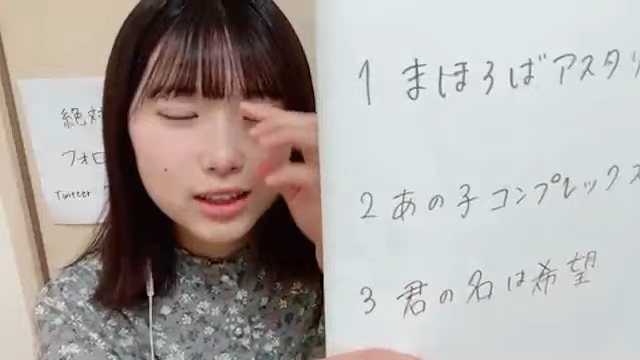 絶対
フォロ
Twitter
1 まほろばアスタリ
2 あの子コンプレックス
3 君の名は希望